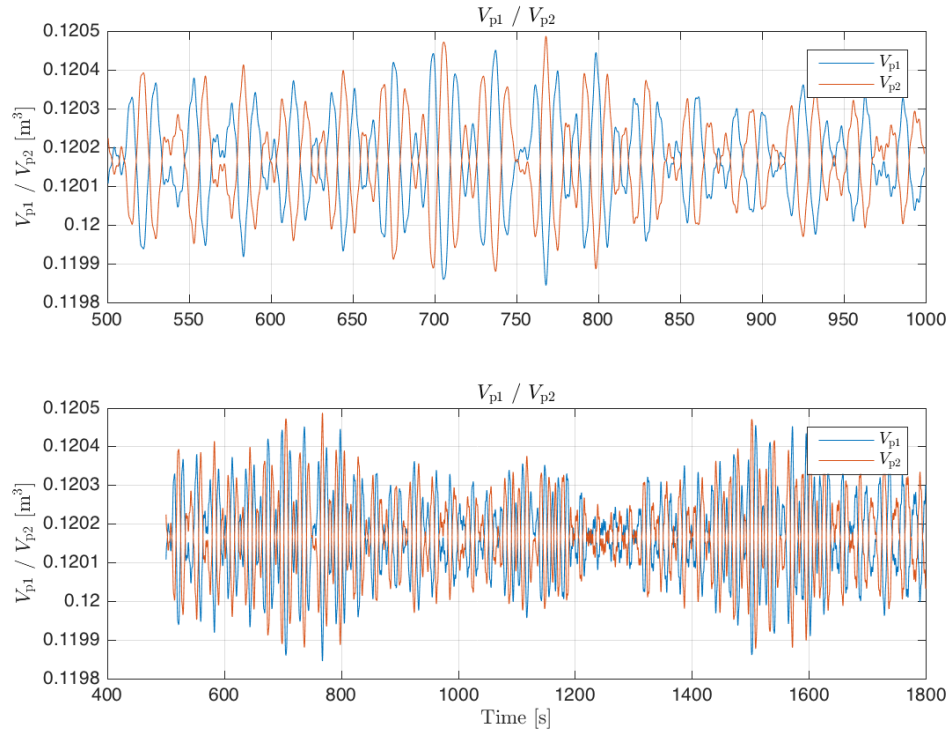 V_p1 / V_p2
V_p1 / V_p2 [m³]
0.1205
0.1204
0.1203
0.1202
0.1201
0.12
0.1199
0.1198
500 550 600 650 700 750 800 850 900 950 1000
V_p1
V_p2
V_p1 / V_p2
V_p1 / V_p2 [m³]
0.1205
0.1204
0.1203
0.1202
0.1201
0.12
0.1199
0.1198
400 600 800 1000 1200 1400 1600 1800
V_p1
V_p2
Time [s]